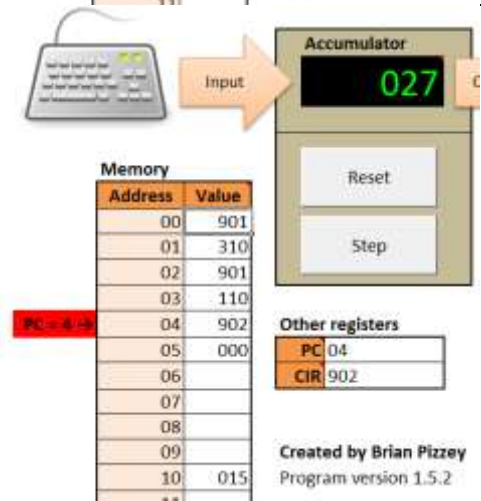 Accumulator
Input
027
Reset
Step
Memory
Address Value
00 901
01 310
02 901
03 110
PC = 4 → 04 902
05 000
06
07
08
09
10 015
Other registers
PC 04
CIR 902
Created by Brian Pizzey
Program version 1.5.2